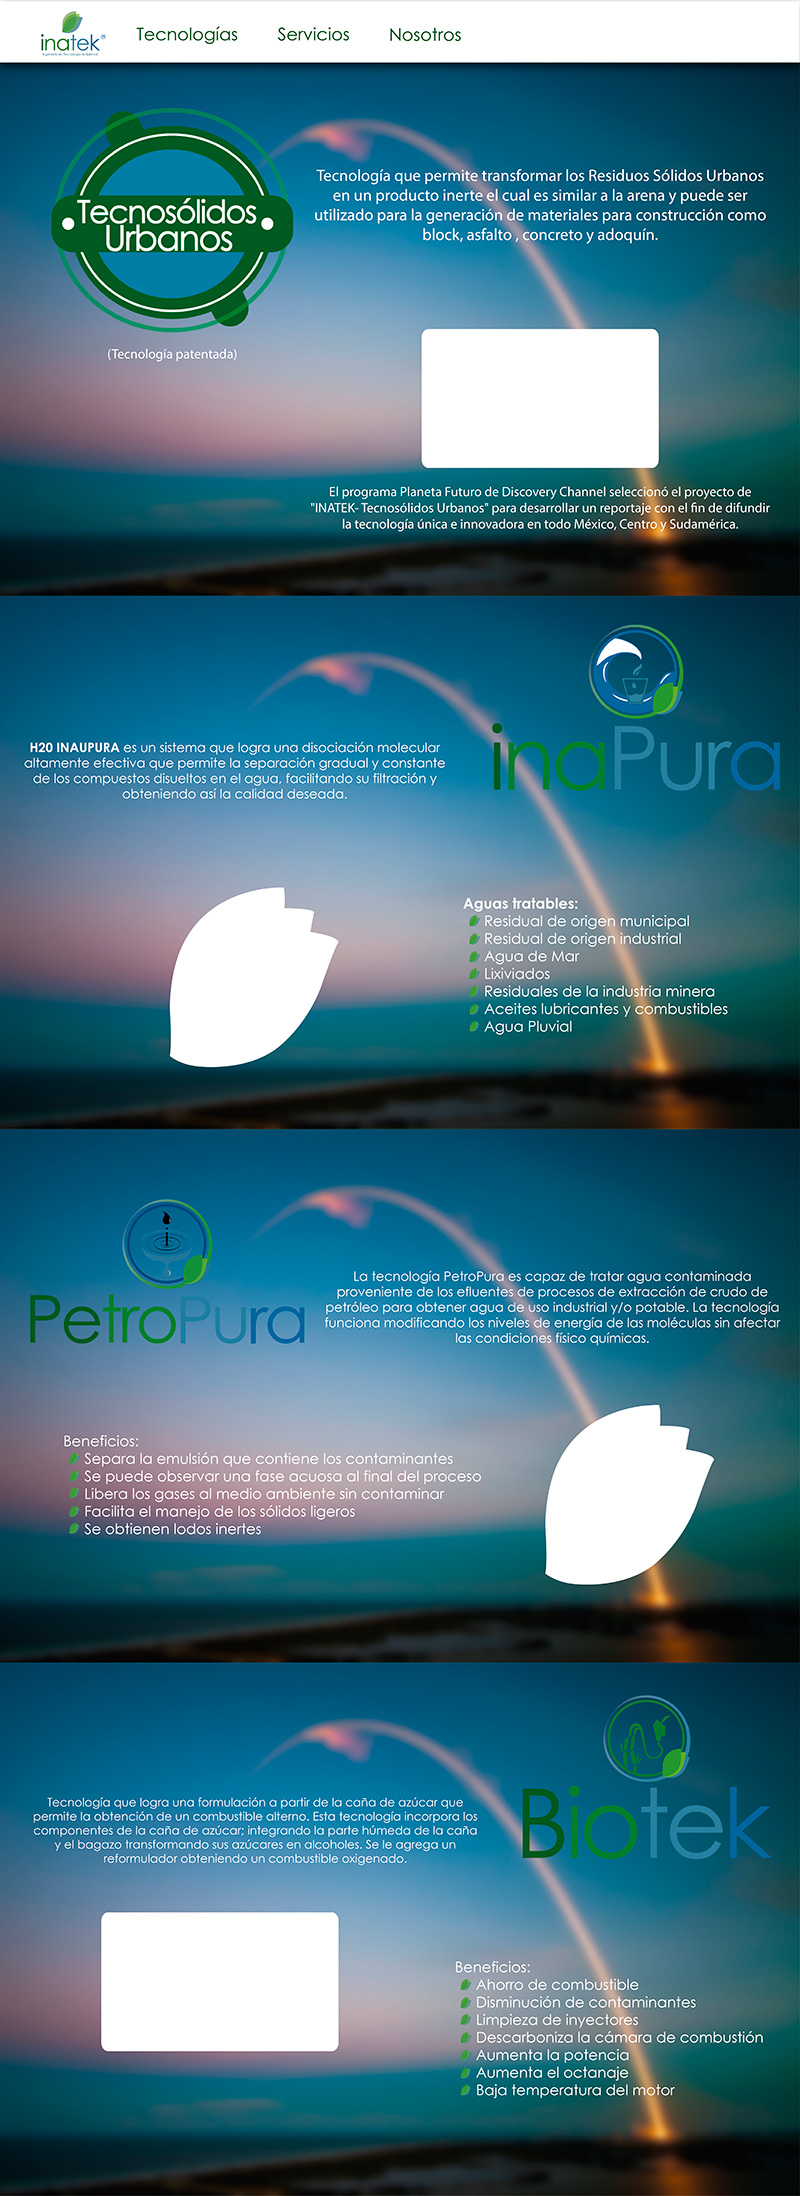 inatek®
Tecnologías
Servicios
Nosotros
Tecnosólidos
Urbanos
(Tecnología patentada)
Tecnología que permite transformar los Residuos Sólidos Urbanos
en un producto inerte el cual es similar a la arena y puede ser
utilizado para la generación de materiales para construcción como
block, asfalto , concreto y adoquín.
El programa Planeta Futuro de Discovery Channel seleccionó el proyecto de
"INATEK- Tecnosólidos Urbanos" para desarrollar un reportaje con el fin de difundir
la tecnología única e innovadora en todo México, Centro y Sudamérica.
inaPura
H20 INAUPURA es un sistema que logra una disociación molecular
altamente efectiva que permite la separación gradual y constante
de los compuestos disueltos en el agua, facilitando su filtración y
obteniendo así la calidad deseada.
Aguas tratables:
Residual de origen municipal
Residual de origen industrial
Agua de Mar
Lixiviados
Residuales de la industria minera
Aceites lubricantes y combustibles
Agua Pluvial
PetroPura
La tecnología PetroPura es capaz de tratar agua contaminada
proveniente de los efluentes de procesos de extracción de crudo de
petróleo para obtener agua de uso industrial y/o potable. La tecnología
funciona modificando los niveles de energía de las moléculas sin afectar
las condiciones físico químicas.
Beneficios:
Separa la emulsión que contiene los contaminantes
Se puede observar una fase acuosa al final del proceso
Libera los gases al medio ambiente sin contaminar
Facilita el manejo de los sólidos ligeros
Se obtienen lodos inertes
Biotek
Tecnología que logra una formulación a partir de la caña de azúcar que
permite la obtención de un combustible alterno. Esta tecnología incorpora los
componentes de la caña de azúcar; integrando la parte húmeda de la caña
y el bagazo transformando sus azúcares en alcoholes. Se le agrega un
reformulador obteniendo un combustible oxigenado.
Beneficios:
Ahorro de combustible
Disminución de contaminantes
Limpieza de inyectores
Descarboniza la cámara de combustión
Aumenta la potencia
Aumenta el octanaje
Baja temperatura del motor